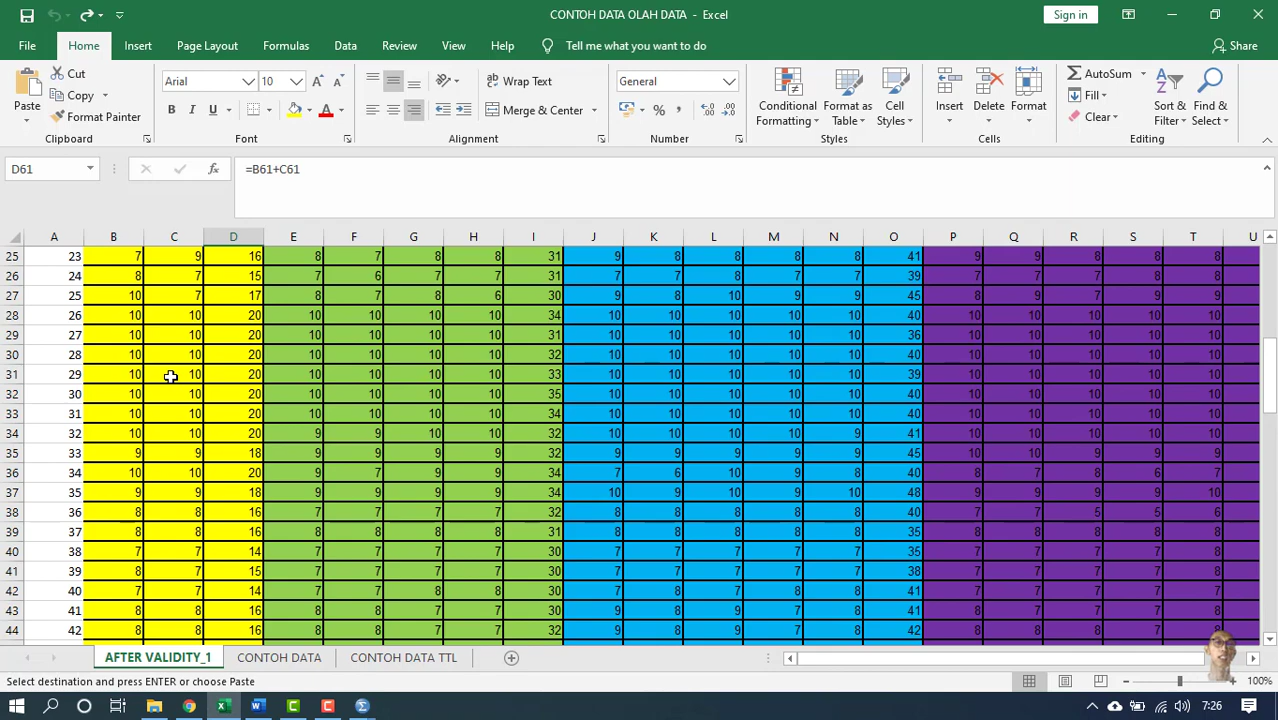 CONTOH DATA OLAH DATA - Excel
Sign in
File Home Insert Page Layout Formulas Data Review View Help Tell me what you want to do Share
Paste Cut Copy Format Painter Clipboard
Arial 10 B I U A Font
ab Wrap Text Merge & Center Alignment
General % Number
Conditional Formatting Format as Table Cell Styles Styles
Insert Delete Format Cells
AutoSum Fill Clear Sort & Filter Find & Select Editing
D61 fx =B61+C61
A B C D E F G H I J K L M N O P Q R S T U
25 23 7 9 16 8 7 8 8 31 9 8 8 8 8 41 9 9 8 8 8
26 24 8 7 15 7 6 7 7 31 7 7 8 7 7 39 7 7 7 8 8
27 25 10 7 17 8 7 8 6 30 9 8 10 9 9 45 8 9 7 9 8
28 26 10 10 20 10 10 10 10 34 10 10 10 10 10 40 10 10 10 10 10
29 27 10 10 20 10 10 10 10 31 10 10 10 10 10 36 10 10 10 10 10
30 28 10 10 20 10 10 10 10 32 10 10 10 10 10 40 10 10 10 10 10
31 29 10 10 20 10 10 10 10 33 10 10 10 10 10 39 10 10 10 10 10
32 30 10 10 20 10 10 10 10 35 10 10 10 10 10 40 10 10 10 10 10
33 31 10 10 20 10 10 10 10 34 10 10 10 10 10 40 10 10 10 10 10
34 32 10 10 20 9 9 10 10 32 10 10 10 10 9 41 9 9 9 10 10
35 33 9 9 18 9 9 9 9 32 9 9 9 9 9 45 10 10 9 9 9
36 34 10 10 20 9 7 9 9 34 7 6 10 9 8 40 8 7 8 6 7
37 35 9 9 18 9 9 9 9 34 10 9 10 9 10 48 9 9 9 9 10
38 36 8 8 16 8 8 7 7 32 8 8 8 8 8 40 7 7 5 5 6
39 37 8 8 16 8 8 8 8 31 8 8 8 8 8 35 8 8 8 8 8
40 38 7 7 14 7 7 7 7 30 7 7 7 7 7 35 7 7 7 7 8
41 39 8 7 15 7 7 7 7 30 7 7 7 7 7 38 7 7 7 7 8
42 40 7 7 14 7 7 8 8 30 7 7 8 8 8 41 7 7 7 7 8
43 41 8 8 16 8 8 7 7 30 9 8 9 7 8 41 7 8 8 8 8
44 42 8 8 16 8 8 7 7 32 9 8 9 8 7 42 8 8 8 7 8
AFTER VALIDITY_1 CONTOH DATA CONTOH DATA TTL
Select destination and press ENTER or choose Paste 100%
7:26